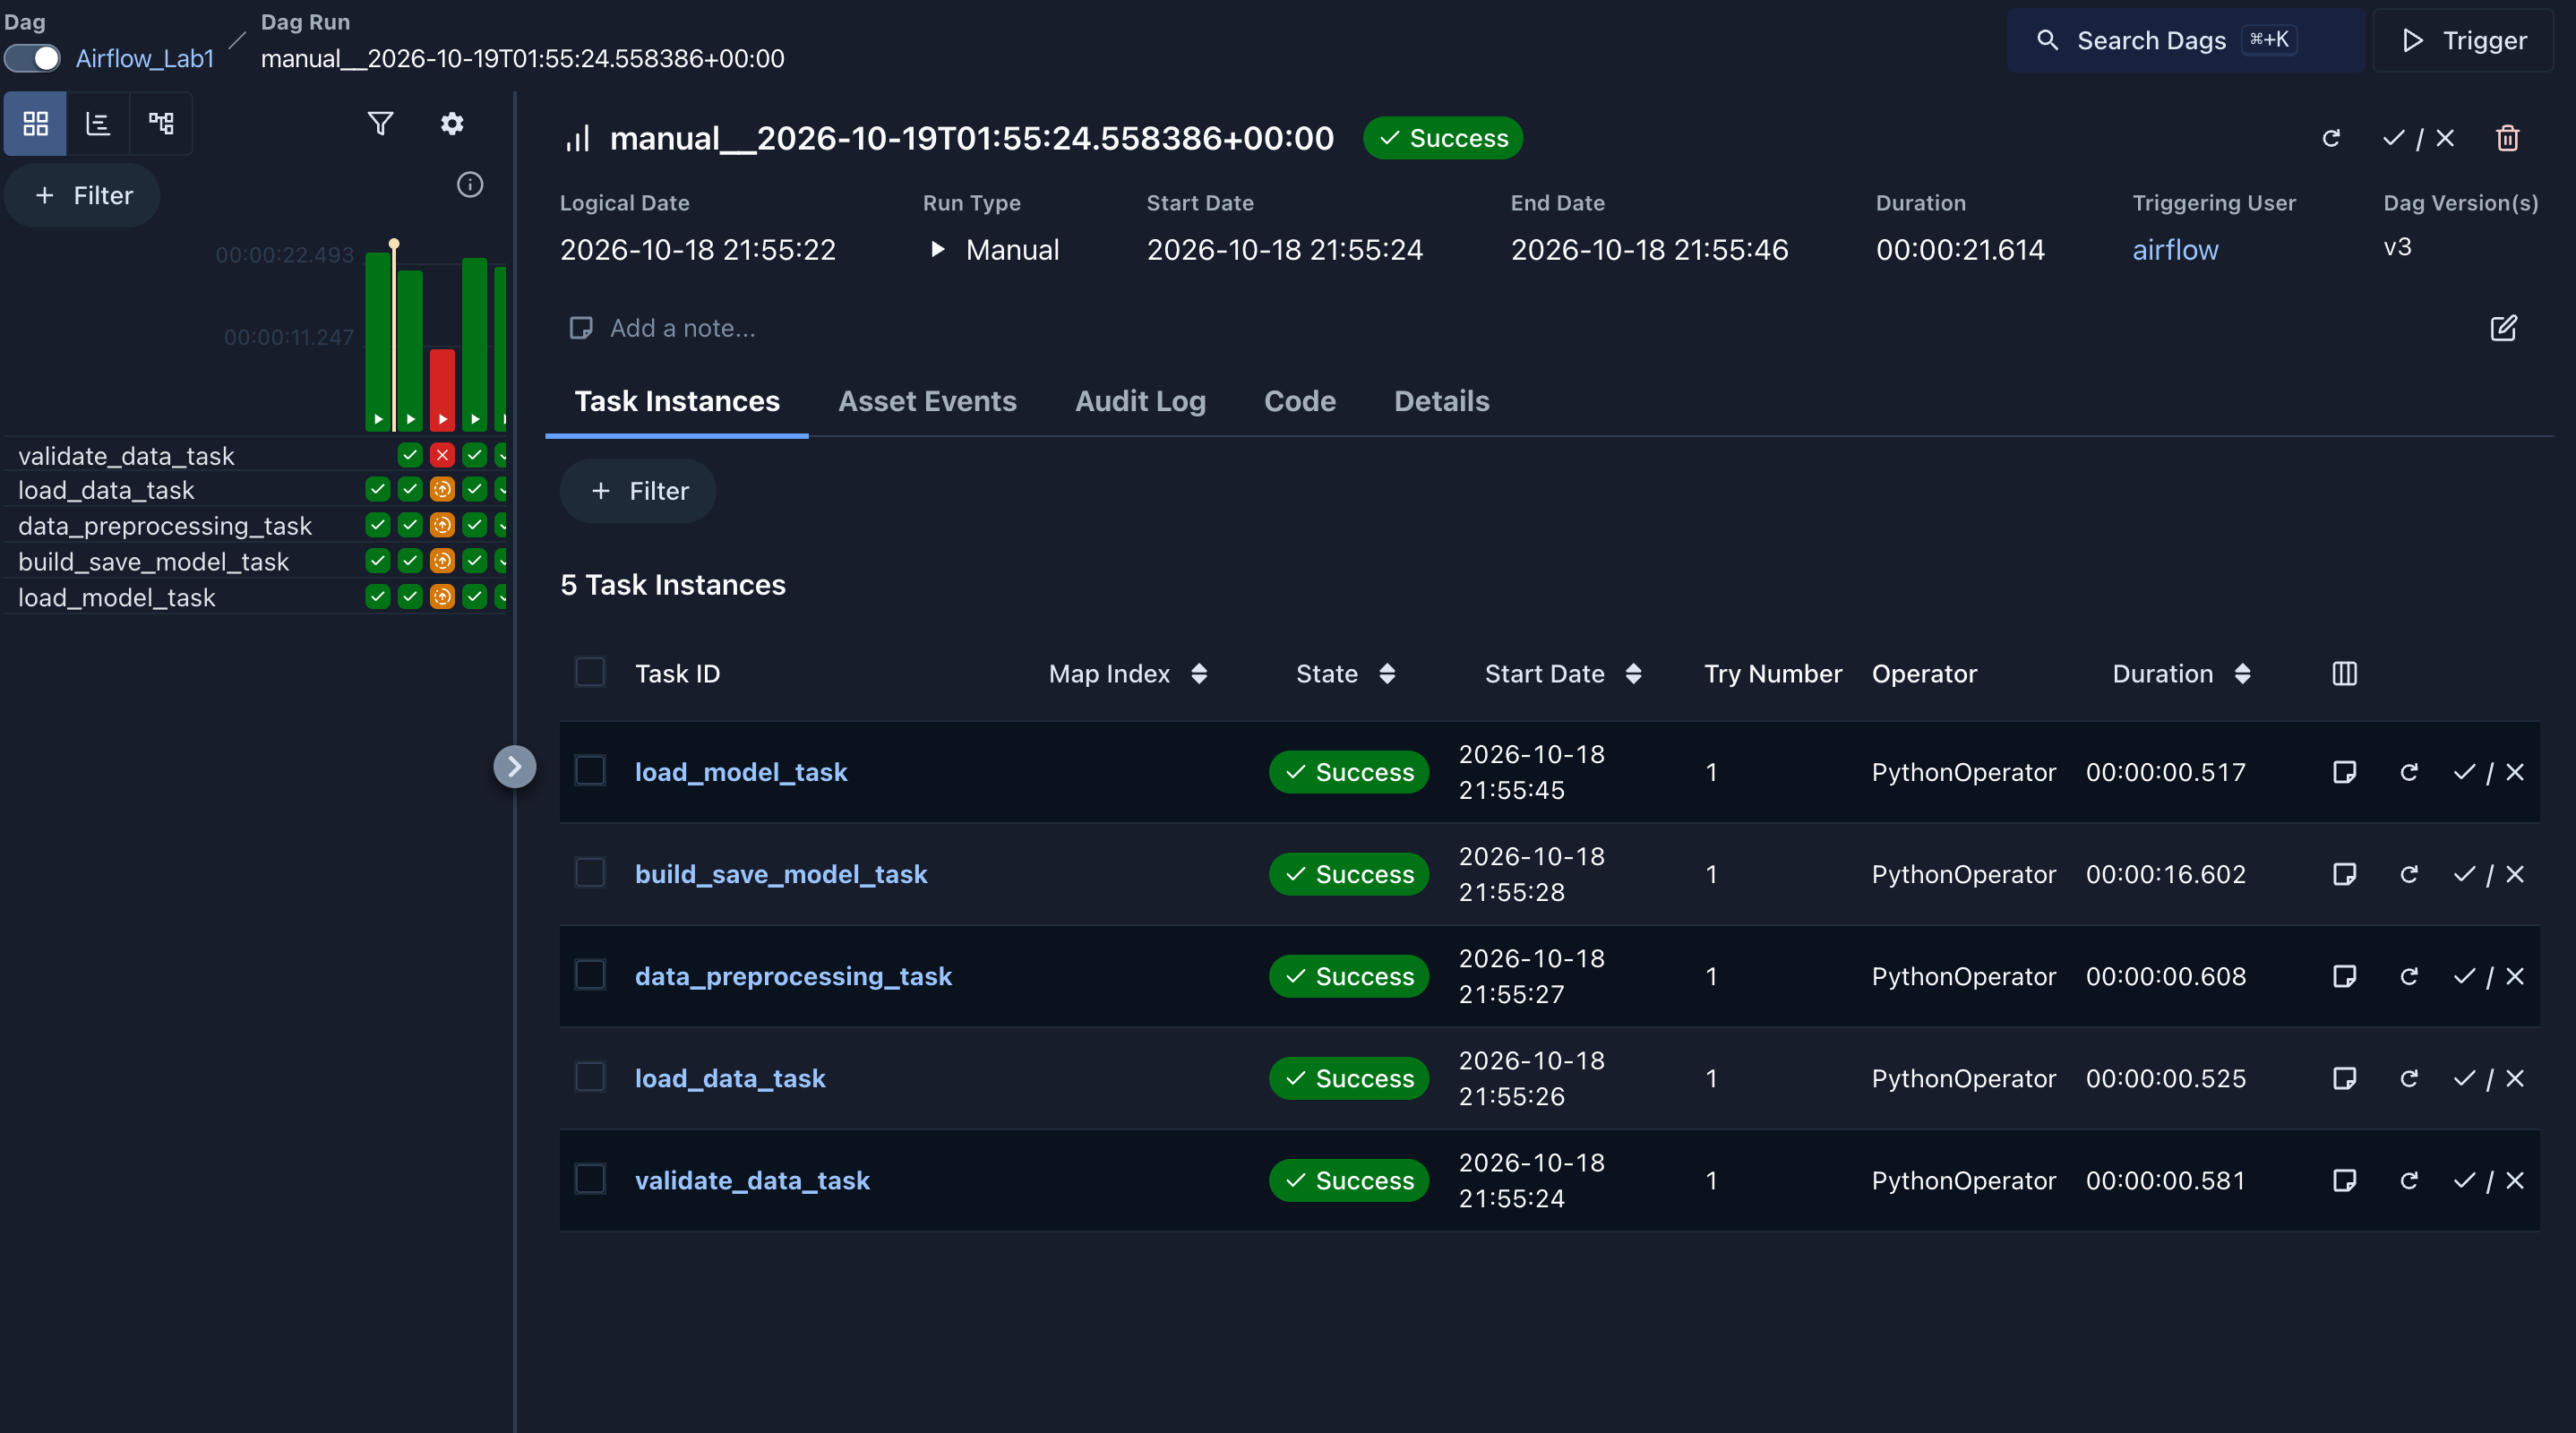 Dag
Airflow_Lab1
Dag Run
manual__2026-10-19T01:55:24.558386+00:00
Search Dags ⌘+K
Trigger
+ Filter
00:00:22.493
00:00:11.247
validate_data_task
load_data_task
data_preprocessing_task
build_save_model_task
load_model_task
manual__2026-10-19T01:55:24.558386+00:00 Success
Logical Date Run Type Start Date End Date Duration Triggering User Dag Version(s)
2026-10-18 21:55:22 Manual 2026-10-18 21:55:24 2026-10-18 21:55:46 00:00:21.614 airflow v3
Add a note...
Task Instances Asset Events Audit Log Code Details
+ Filter
5 Task Instances
Task ID Map Index State Start Date Try Number Operator Duration
load_model_task Success 2026-10-18 21:55:45 1 PythonOperator 00:00:00.517 /
build_save_model_task Success 2026-10-18 21:55:28 1 PythonOperator 00:00:16.602 /
data_preprocessing_task Success 2026-10-18 21:55:27 1 PythonOperator 00:00:00.608 /
load_data_task Success 2026-10-18 21:55:26 1 PythonOperator 00:00:00.525 /
validate_data_task Success 2026-10-18 21:55:24 1 PythonOperator 00:00:00.581 /